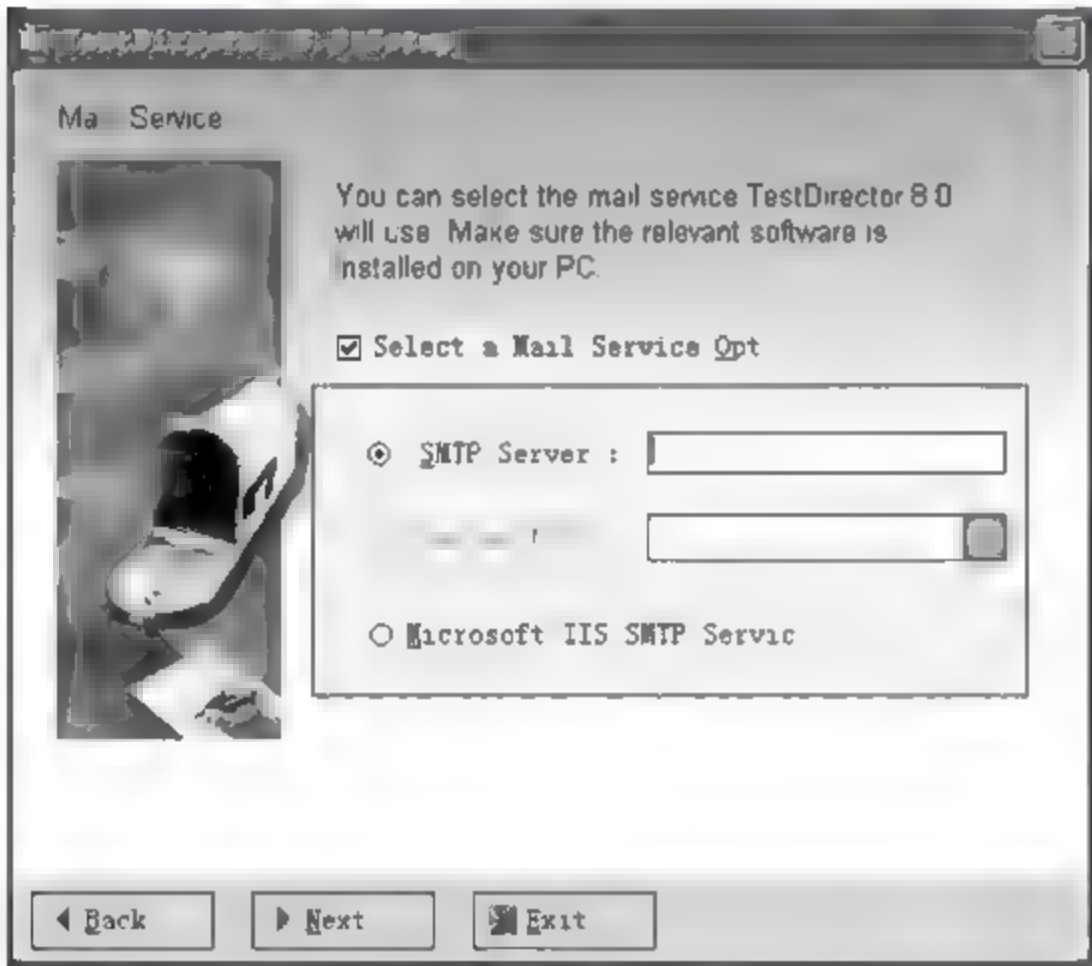 Mail Service
You can select the mail service TestDirector 8.0
will use. Make sure the relevant software is
installed on your PC.
Select a Mail Service Opt
SMTP Server :
Microsoft IIS SMTP Servic
Back
Next
Exit